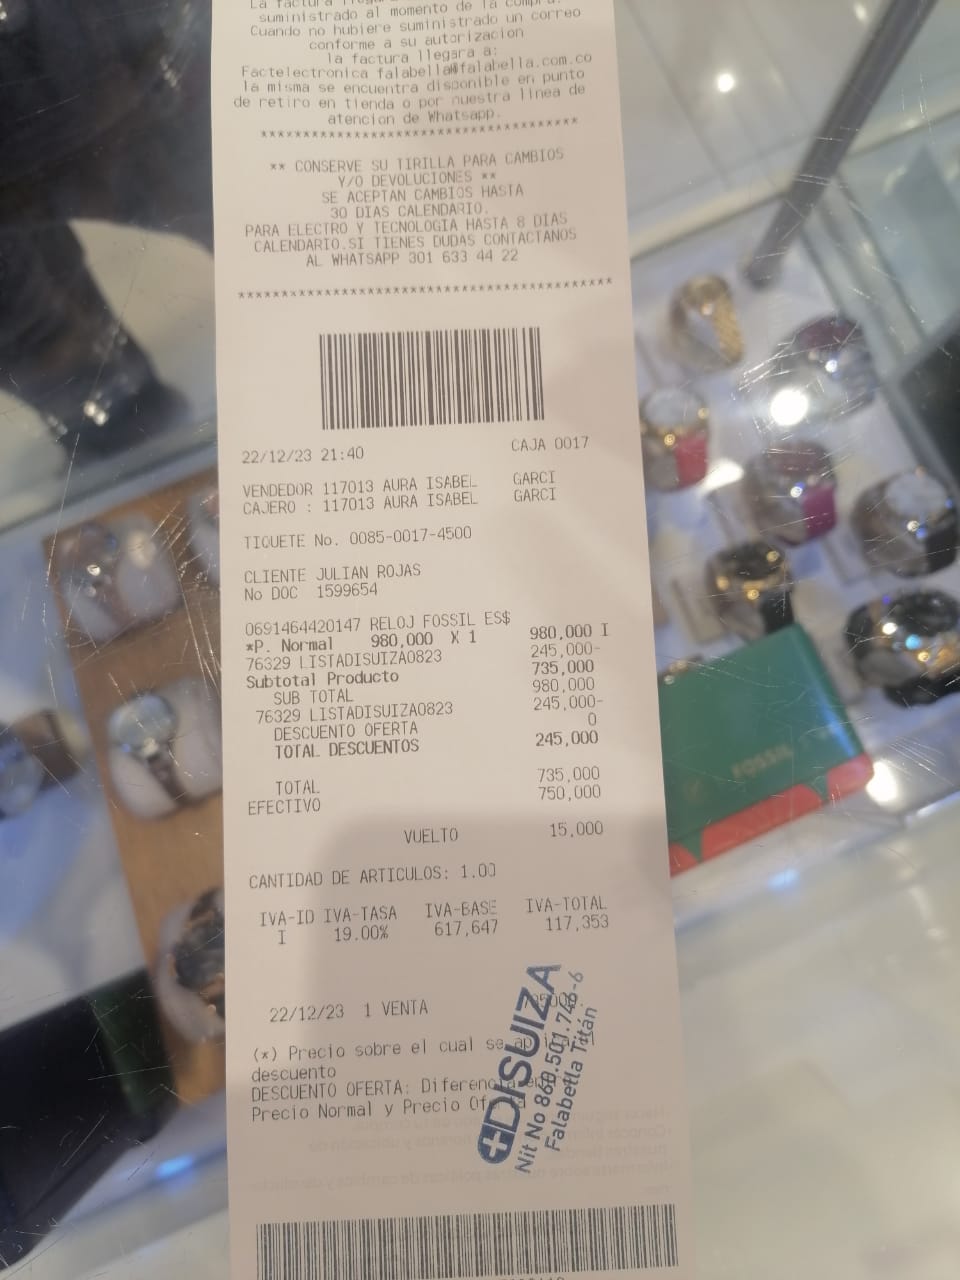 La factura
suministrado al momento de la compra.
Cuando no hubiere suministrado un correo
conforme a su autorizacion
la factura llegara a:
Factelectronica falabella@falabella.com.co
la misma se encuentra disponible en punto
de retiro en tienda o por nuestra linea de
atencion de Whatsapp.
****************************************
** CONSERVE SU TIRILLA PARA CAMBIOS
Y/O DEVOLUCIONES **
SE ACEPTAN CAMBIOS HASTA
30 DIAS CALENDARIO.
PARA ELECTRO Y TECNOLOGIA HASTA 8 DIAS
CALENDARIO.SI TIENES DUDAS CONTACTANOS
AL WHATSAPP 301 633 44 22
****************************************
22/12/23 21:40 CAJA 0017
VENDEDOR 117013 AURA ISABEL GARCI
CAJERO : 117013 AURA ISABEL GARCI
TIQUETE No. 0085-0017-4500
CLIENTE JULIAN ROJAS
No DOC 1599654
0691464420147 RELOJ FOSSIL ES$
*P. Normal 980,000 X 1 980,000 I
76329 LISTADISUIZA0823 245,000-
Subtotal Producto 735,000
SUB TOTAL 980,000
76329 LISTADISUIZA0823 245,000-
DESCUENTO OFERTA 0
TOTAL DESCUENTOS 245,000
TOTAL 735,000
EFECTIVO 750,000
VUELTO 15,000
CANTIDAD DE ARTICULOS: 1.00
IVA-ID IVA-TASA IVA-BASE IVA-TOTAL
I 19.00% 617,647 117,353
22/12/23 1 VENTA
(*) Precio sobre el cual se
descuento
DESCUENTO OFERTA: Diferencia
Precio Normal y Precio
DISUIZA
Nit No 860.501.746-6
Falabella Titán
FOSSIL